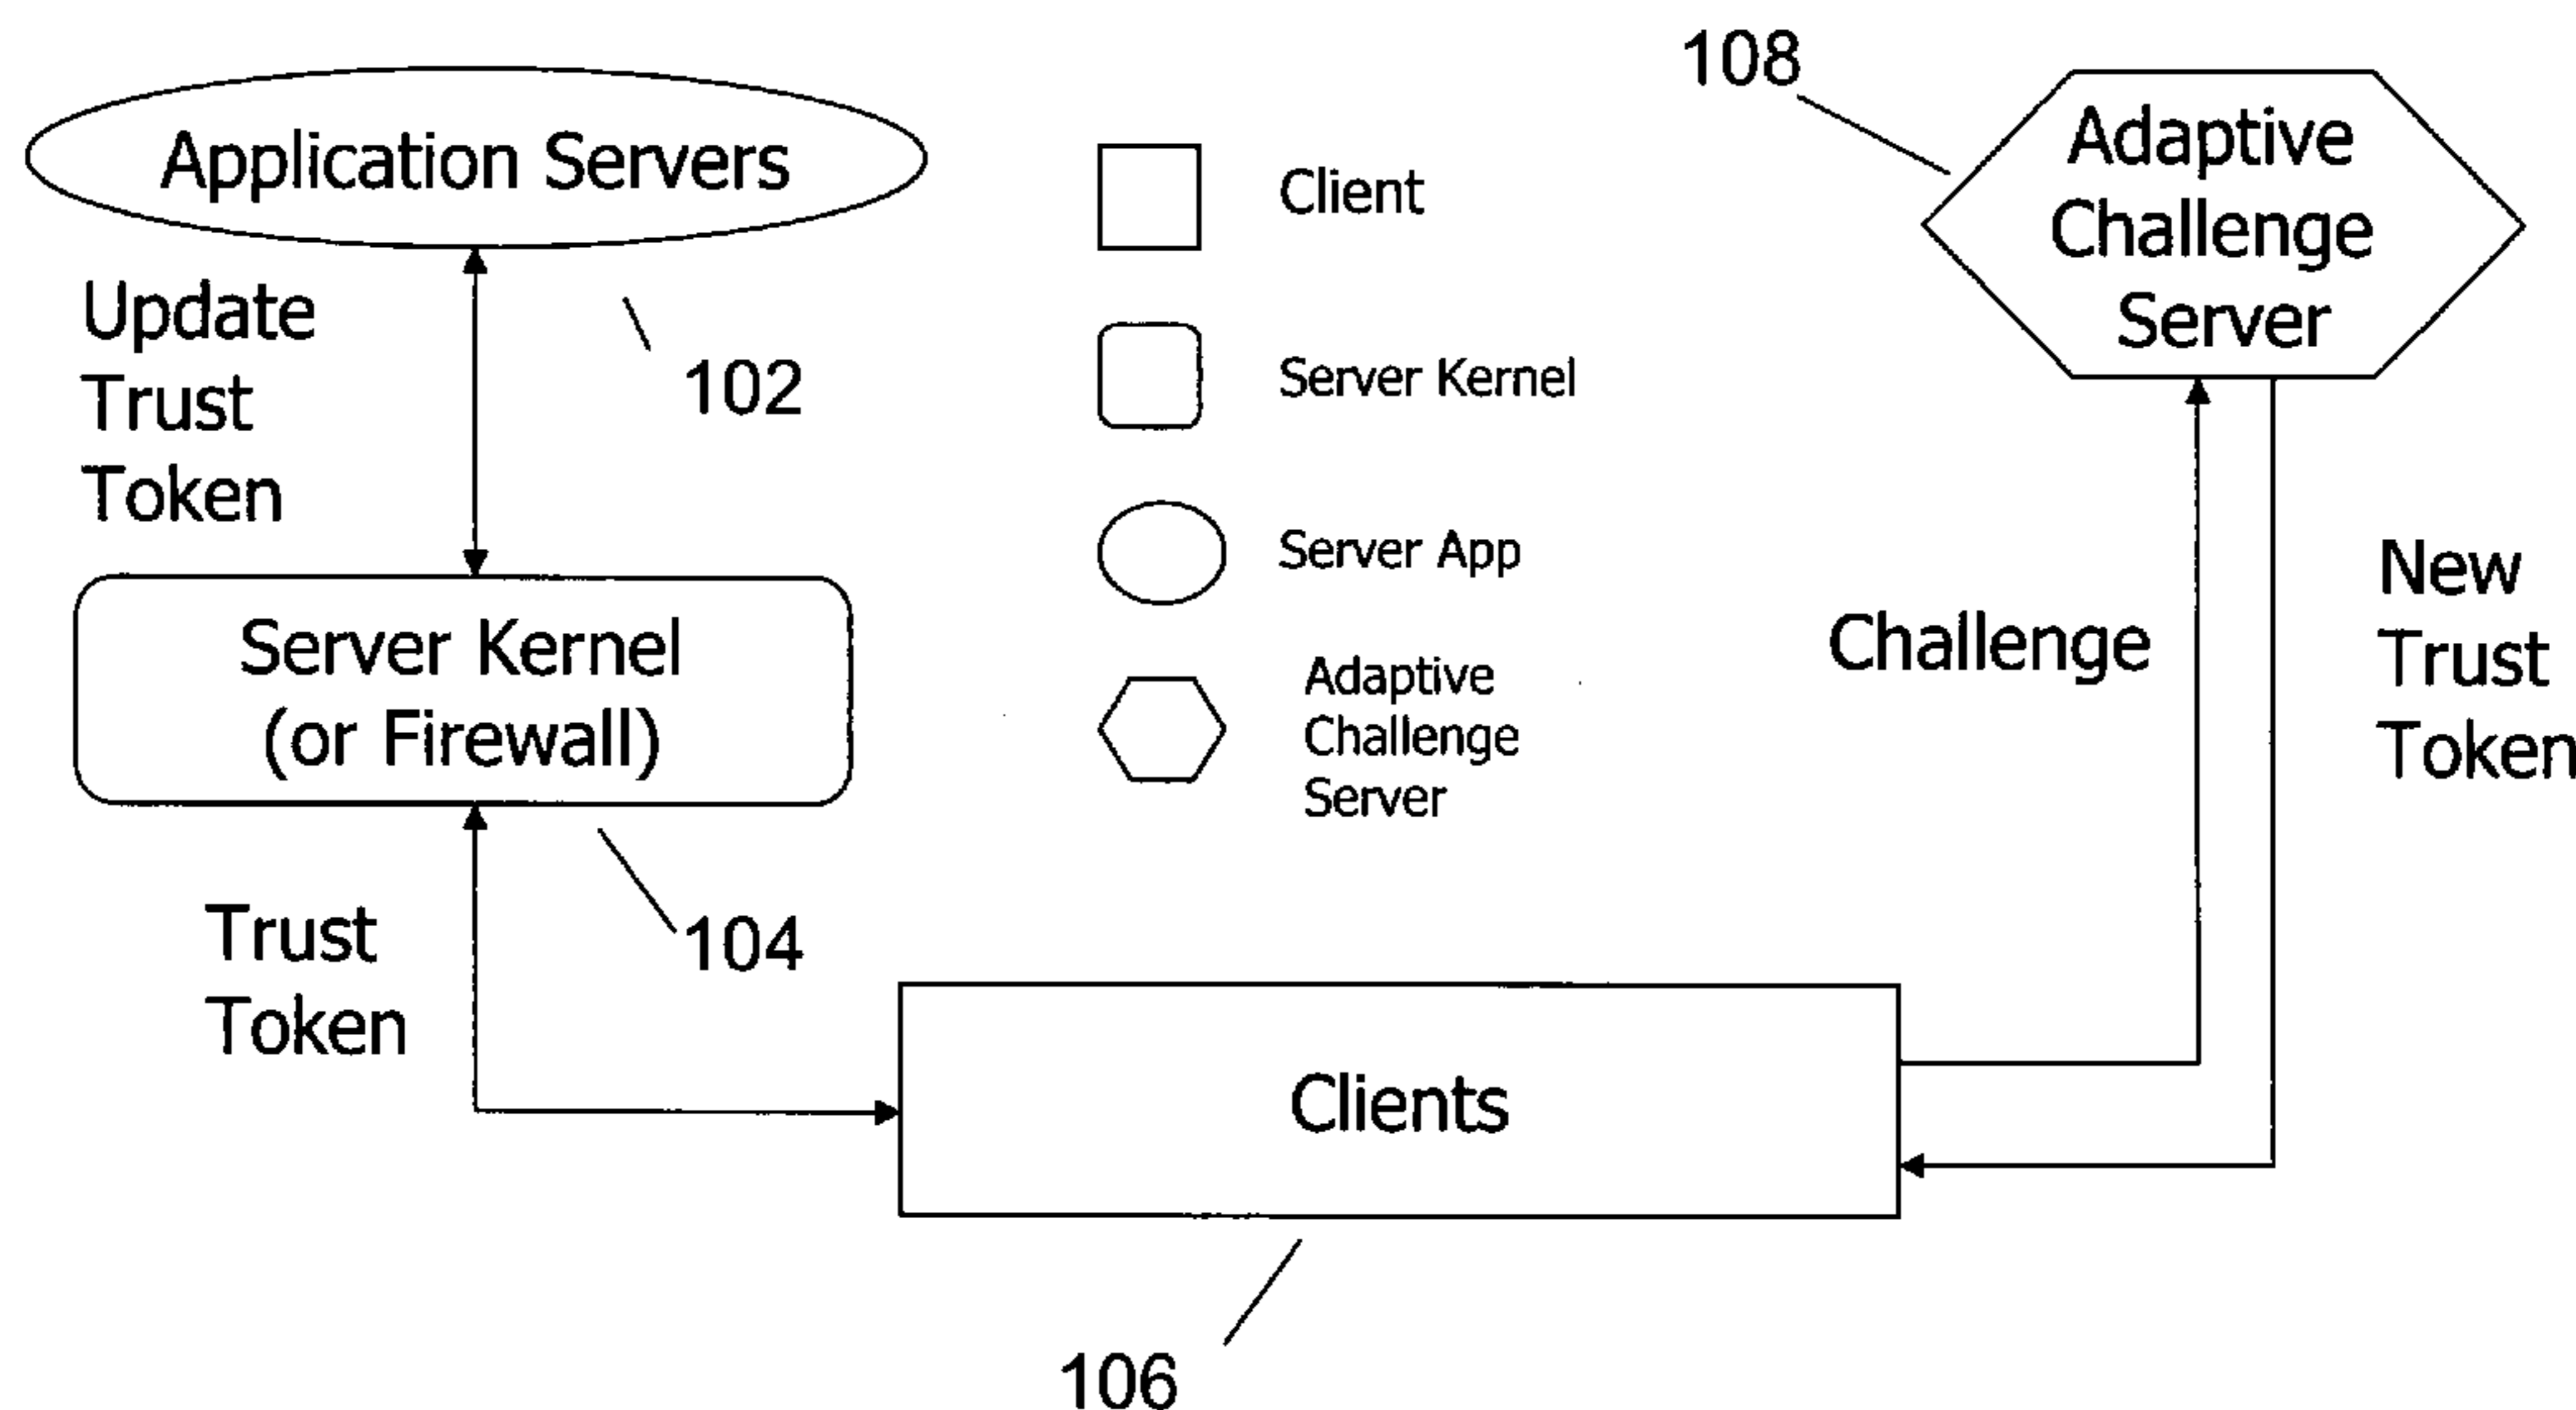 Application Servers
102
Update
Trust
Token
Server Kernel
(or Firewall)
104
Trust
Token
Client
Server Kernel
Server App
Adaptive
Challenge
Server
108
Adaptive
Challenge
Server
Challenge
New
Trust
Token
Clients
106